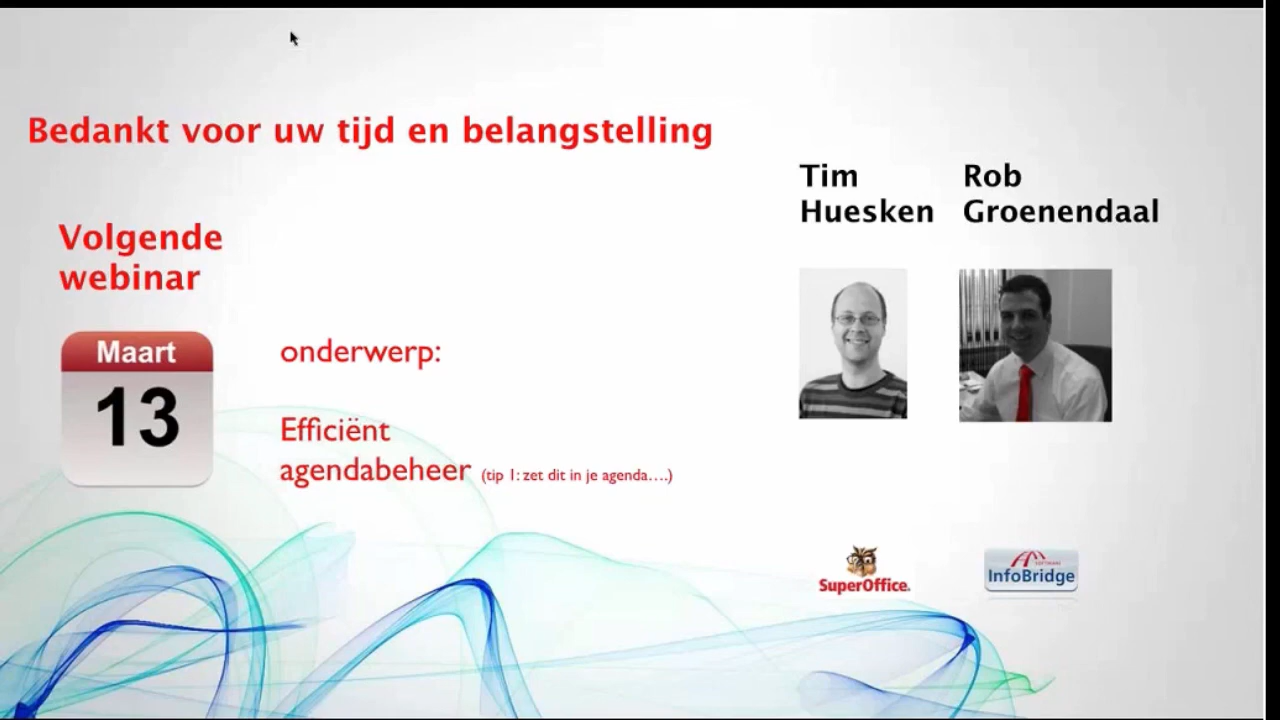 Bedankt voor uw tijd en belangstelling
Tim
Huesken
Rob
Groenendaal
Volgende
webinar
Maart
13
onderwerp:
Efficiënt
agendabeheer (tip 1: zet dit in je agenda....)
SuperOffice.
SOFTWARE
InfoBridge